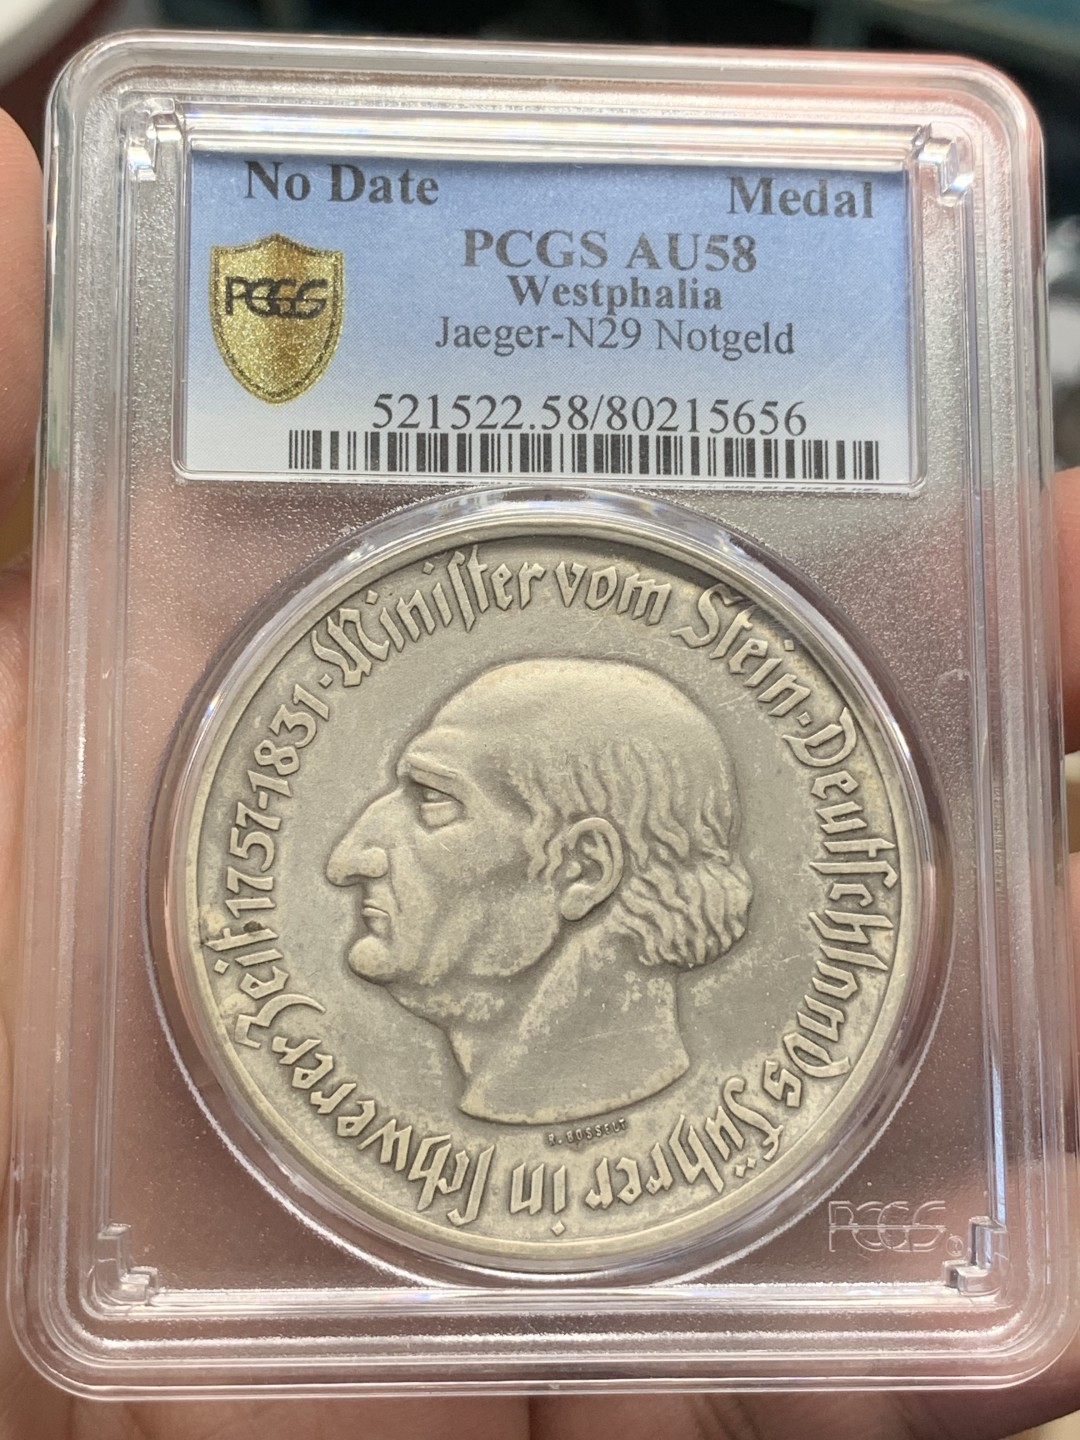 No Date Medal
PCGS AU58
Westphalia
Jaeger-N29 Notgeld
PCGS
521522.58/80215656
Miniſter vom Stein · Deutſchlands Führer in ſchwerer Zeit 1757-1831 ·
R. BOSSELT
PCGS